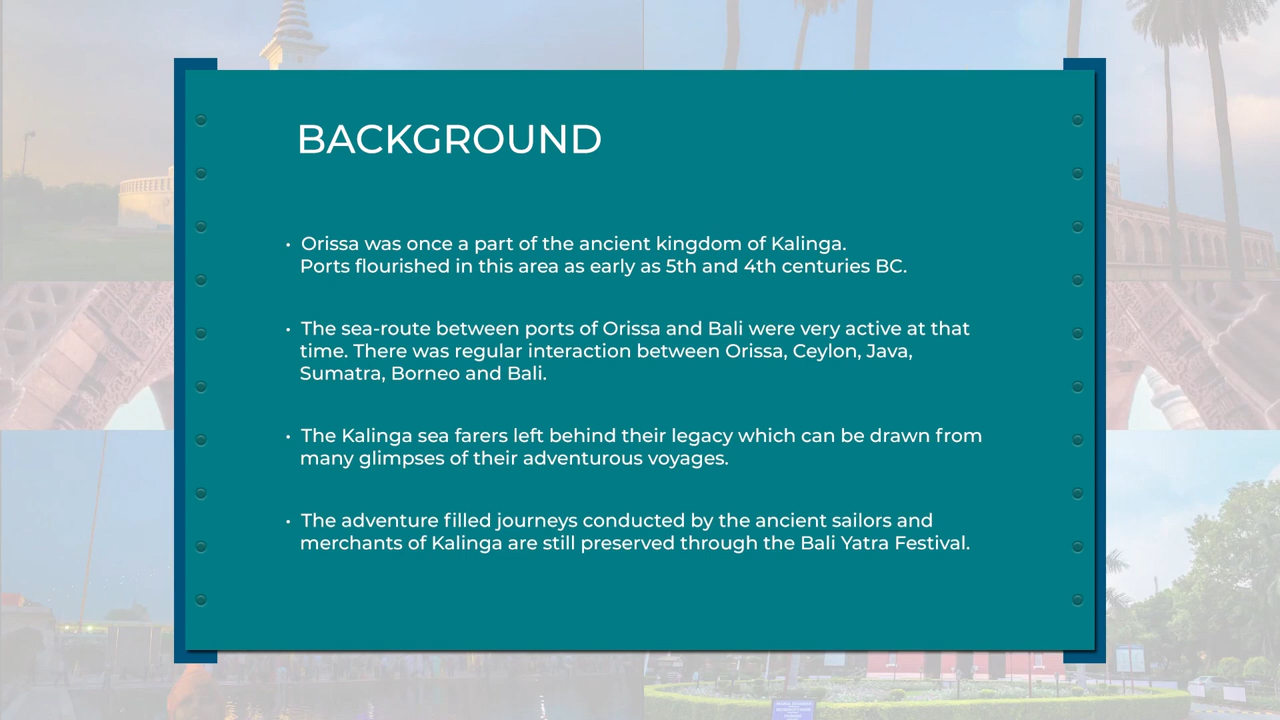 BACKGROUND
• Orissa was once a part of the ancient kingdom of Kalinga.
Ports flourished in this area as early as 5th and 4th centuries BC.
• The sea-route between ports of Orissa and Bali were very active at that
time. There was regular interaction between Orissa, Ceylon, Java,
Sumatra, Borneo and Bali.
• The Kalinga sea farers left behind their legacy which can be drawn from
many glimpses of their adventurous voyages.
• The adventure filled journeys conducted by the ancient sailors and
merchants of Kalinga are still preserved through the Bali Yatra Festival.